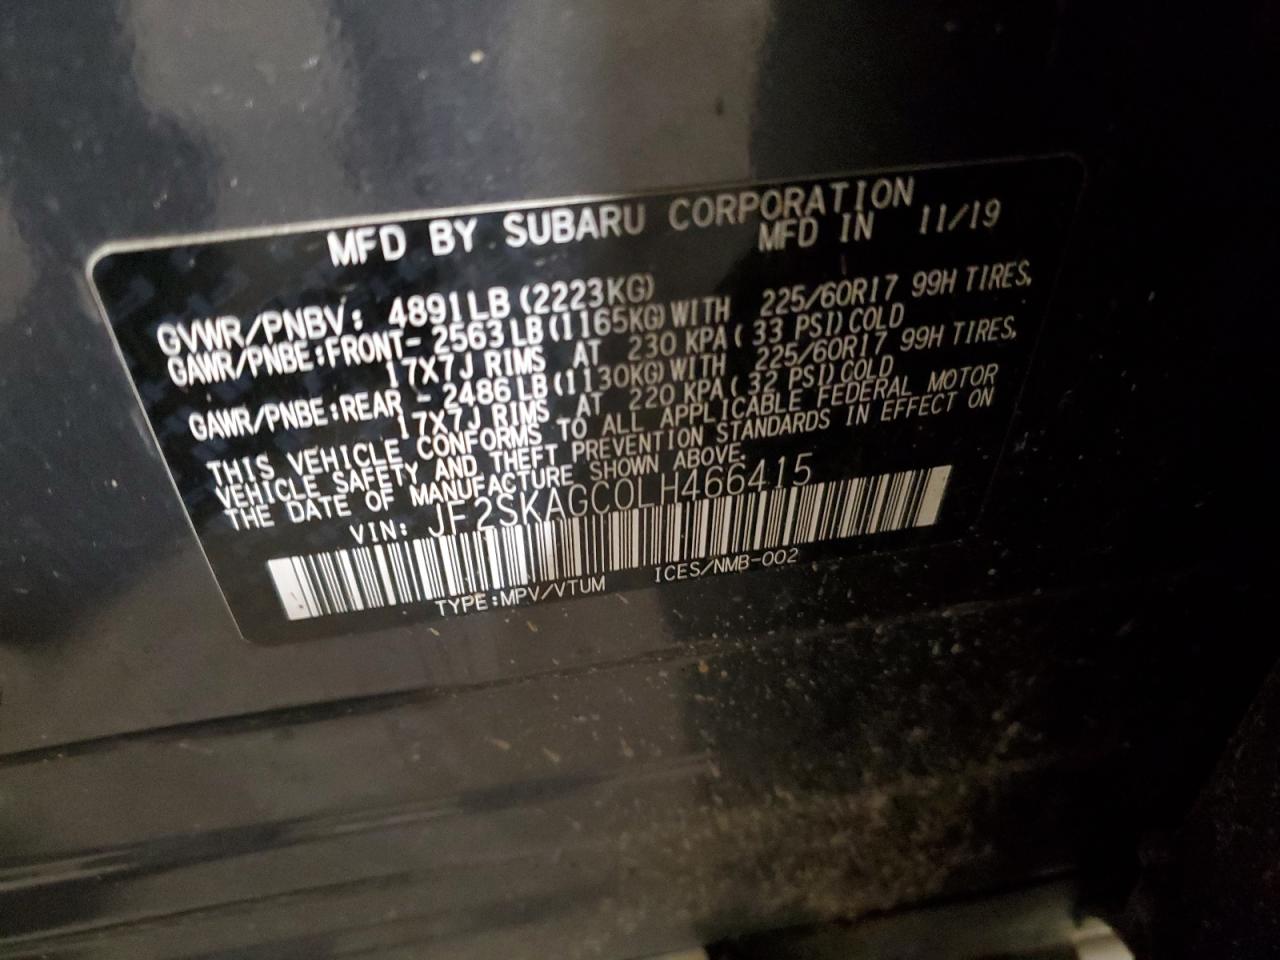 MFD BY SUBARU CORPORATION
MFD IN 11/19
GVWR/PNBV: 4891LB (2223KG)
GAWR/PNBE:FRONT- 2563LB (1165KG) WITH 225/60R17 99H TIRES,
17X7J RIMS AT 230 KPA ( 33 PSI) COLD
GAWR/PNBE:REAR - 2486LB (1130KG) WITH 225/60R17 99H TIRES,
17X7J RIMS AT 220 KPA ( 32 PSI) COLD
THIS VEHICLE CONFORMS TO ALL APPLICABLE FEDERAL MOTOR
VEHICLE SAFETY AND THEFT PREVENTION STANDARDS IN EFFECT ON
THE DATE OF MANUFACTURE SHOWN ABOVE.
VIN: JF2SKAGC0LH466415
TYPE:MPV/VTUM ICES/NMB-002